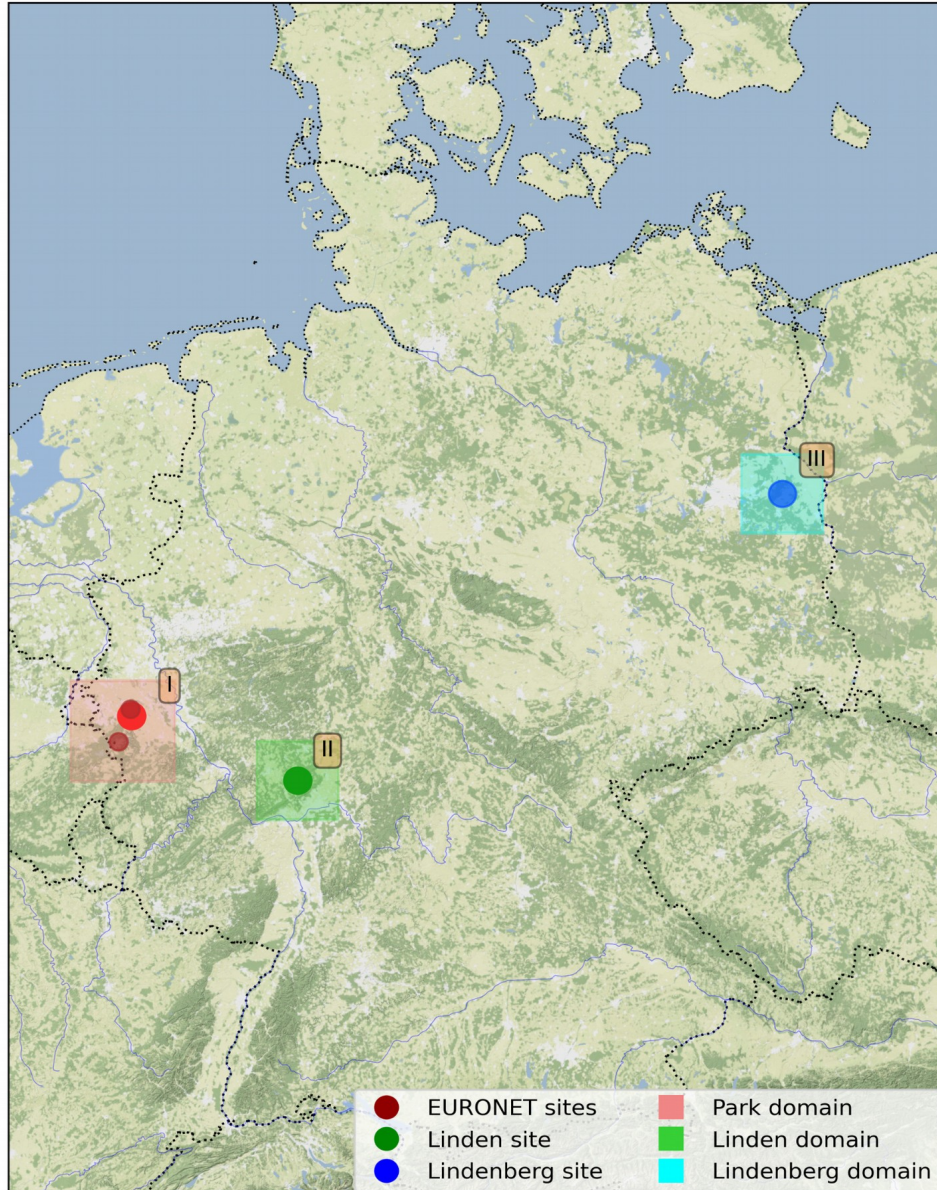 III
I
II
EURONET sites
Linden site
Lindenberg site
Park domain
Linden domain
Lindenberg domain